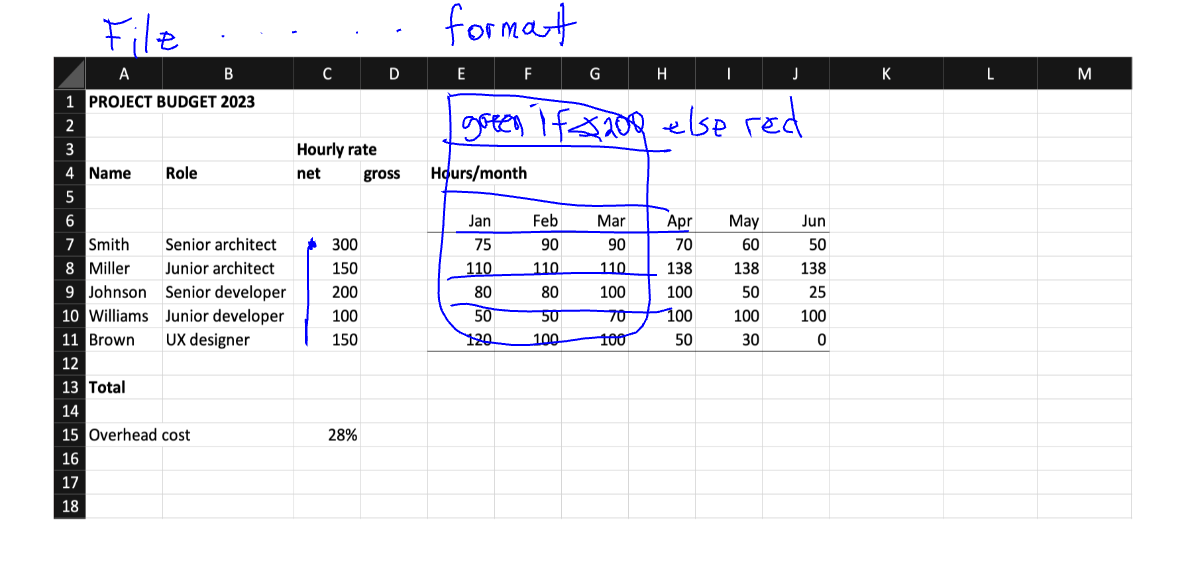 File . . . . . format
A B C D E F G H I J K L M
1 PROJECT BUDGET 2023
2 green if 200 else red
3 Hourly rate
4 Name Role net gross Hours/month
5
6 Jan Feb Mar Apr May Jun
7 Smith Senior architect 300 75 90 90 70 60 50
8 Miller Junior architect 150 110 110 110 138 138 138
9 Johnson Senior developer 200 80 80 100 100 50 25
10 Williams Junior developer 100 50 50 70 100 100 100
11 Brown UX designer 150 120 100 100 50 30 0
12
13 Total
14
15 Overhead cost 28%
16
17
18